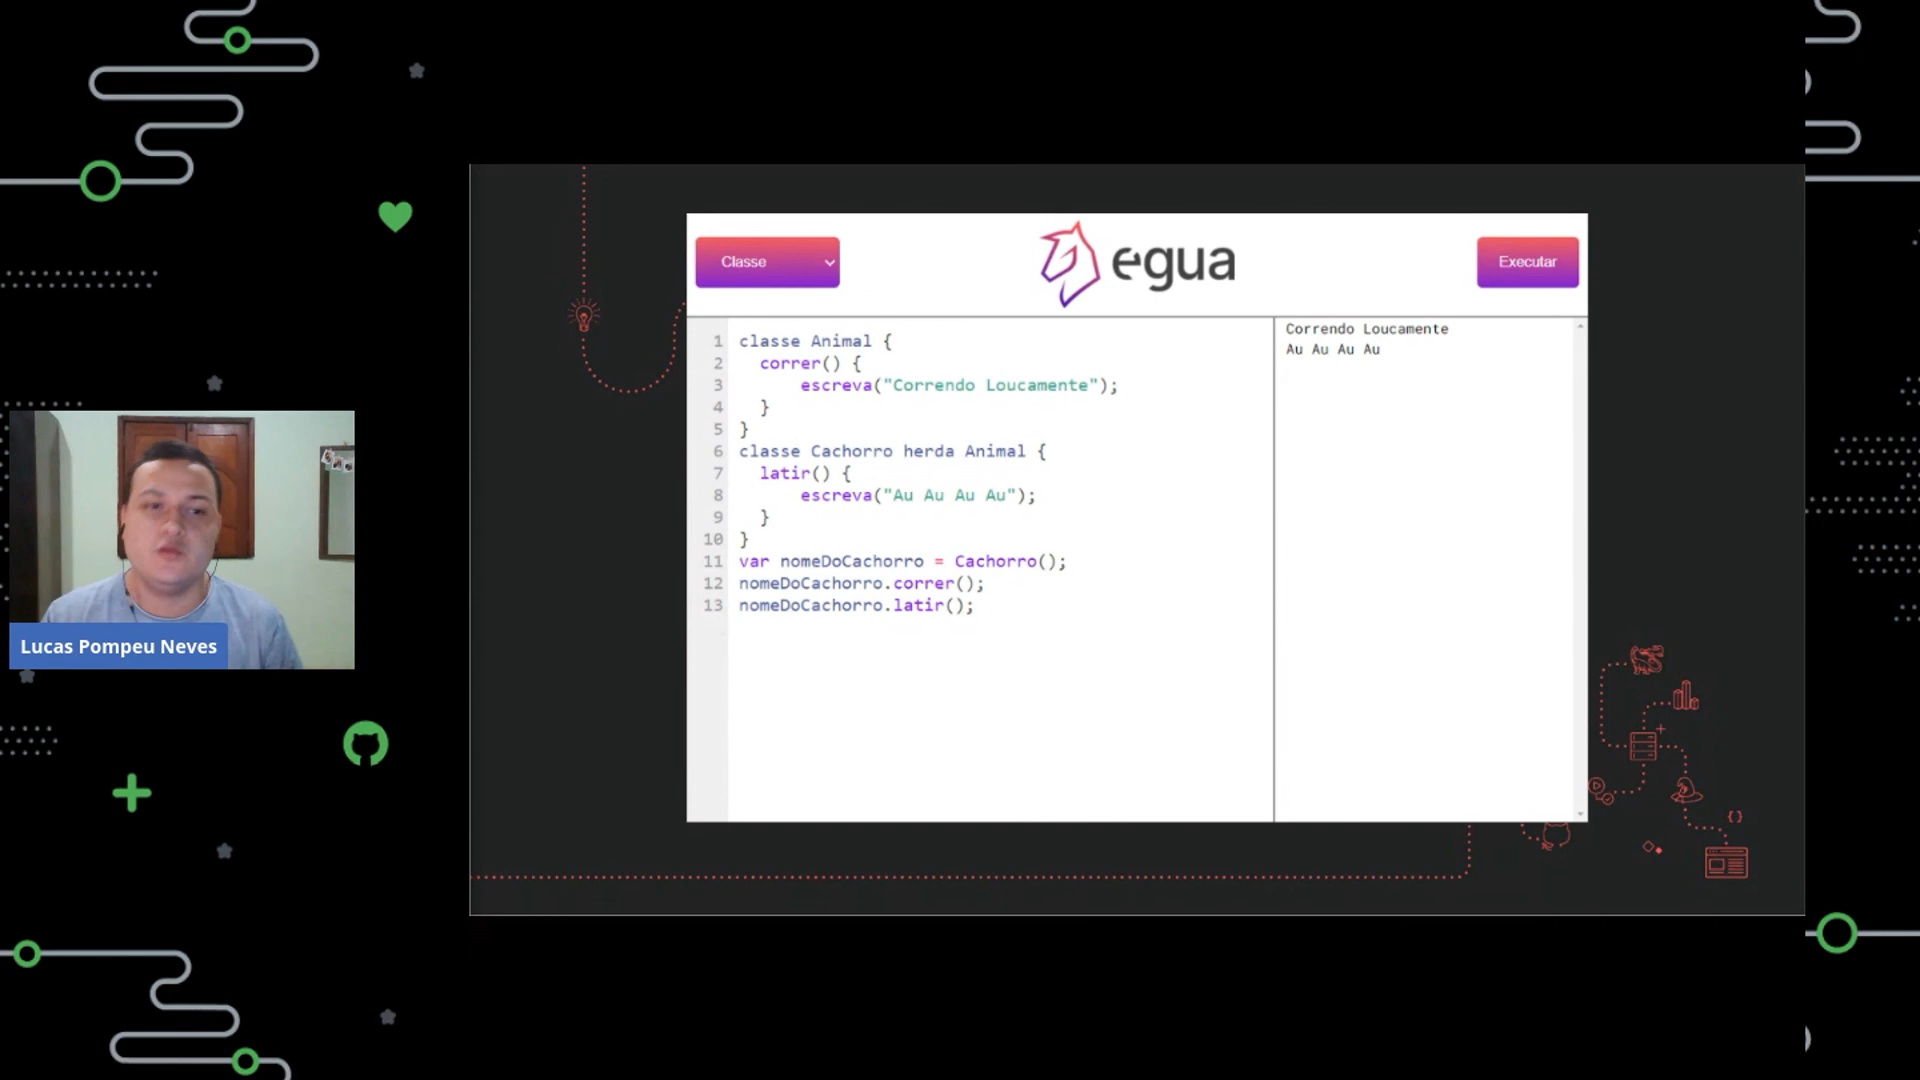 Classe
egua
Executar
1 classe Animal {
2 correr() {
3 escreva("Correndo Loucamente");
4 }
5 }
6 classe Cachorro herda Animal {
7 latir() {
8 escreva("Au Au Au Au");
9 }
10 }
11 var nomeDoCachorro = Cachorro();
12 nomeDoCachorro.correr();
13 nomeDoCachorro.latir();
Correndo Loucamente
Au Au Au Au
Lucas Pompeu Neves